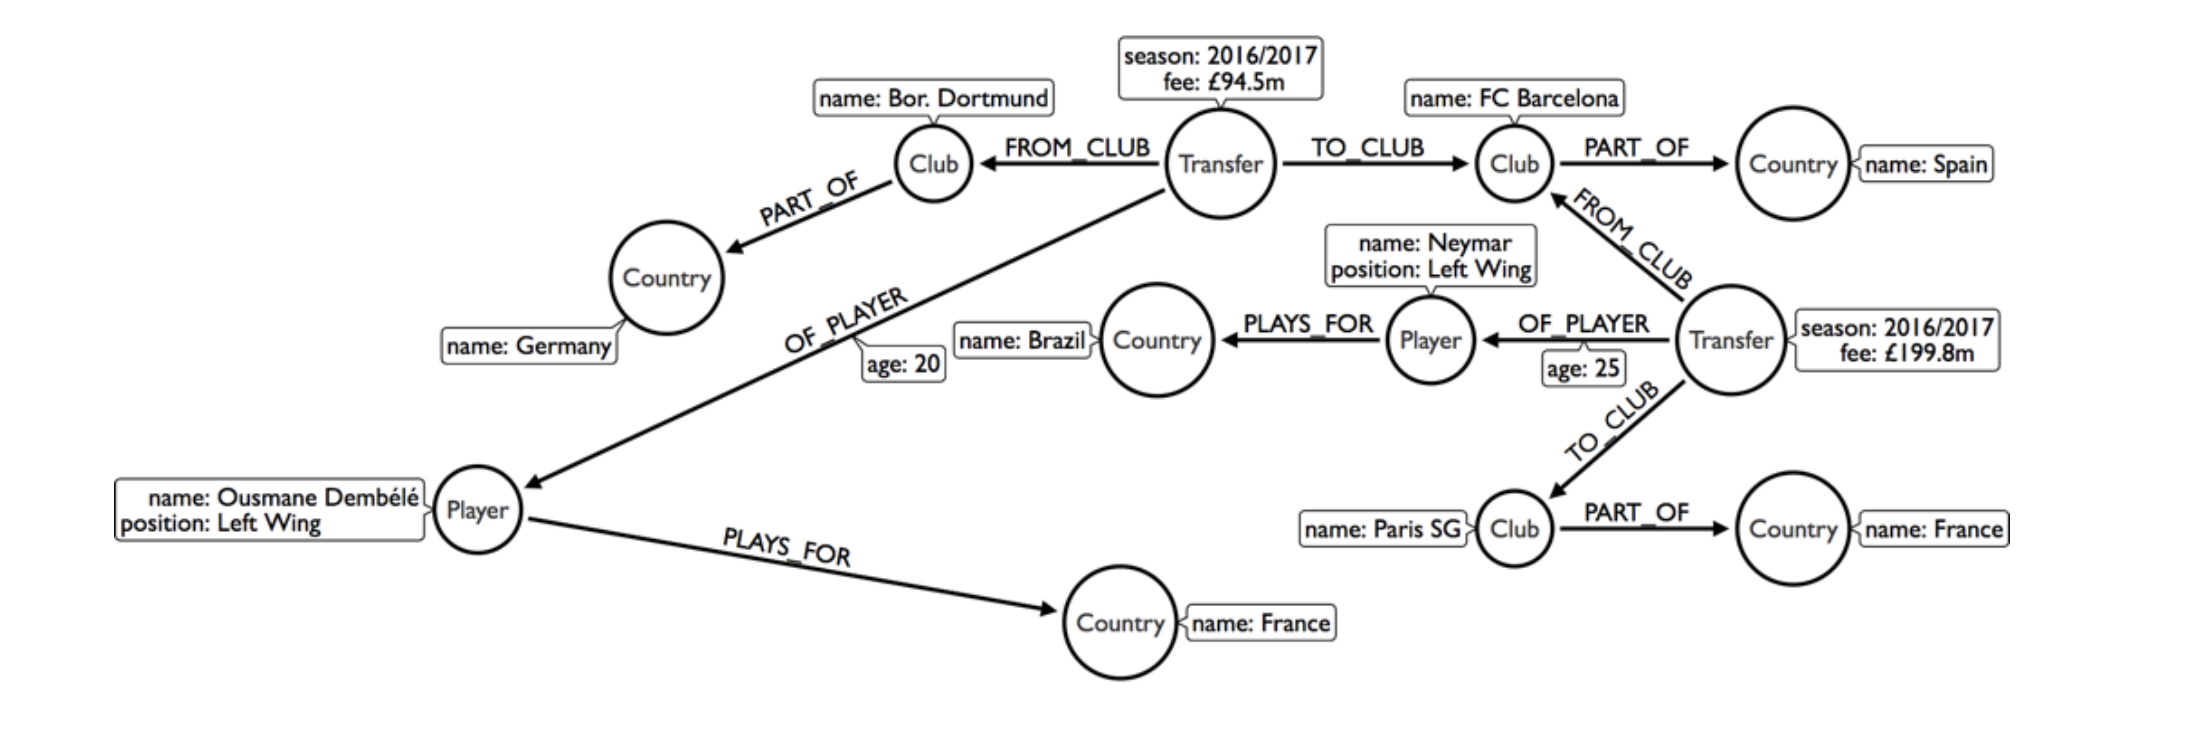 season: 2016/2017
fee: £94.5m
name: Bor. Dortmund
name: FC Barcelona
Club
FROM_CLUB
Transfer
TO_CLUB
Club
PART_OF
Country
name: Spain
PART_OF
Country
name: Germany
OF_PLAYER
age: 20
FROM_CLUB
name: Neymar
position: Left Wing
name: Brazil
Country
PLAYS_FOR
Player
OF_PLAYER
age: 25
Transfer
season: 2016/2017
fee: £199.8m
TO_CLUB
name: Ousmane Dembélé
position: Left Wing
Player
PLAYS_FOR
name: Paris SG
Club
PART_OF
Country
name: France
Country
name: France